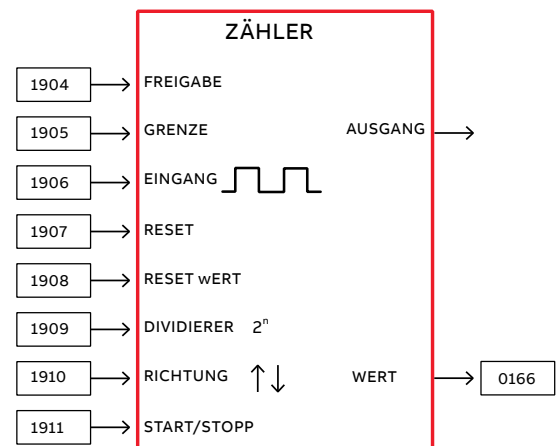 ZÄHLER
1904 FREIGABE
1905 GRENZE AUSGANG
1906 EINGANG
1907 RESET
1908 RESET wERT
1909 DIVIDIERER 2ⁿ
1910 RICHTUNG WERT 0166
1911 START/STOPP